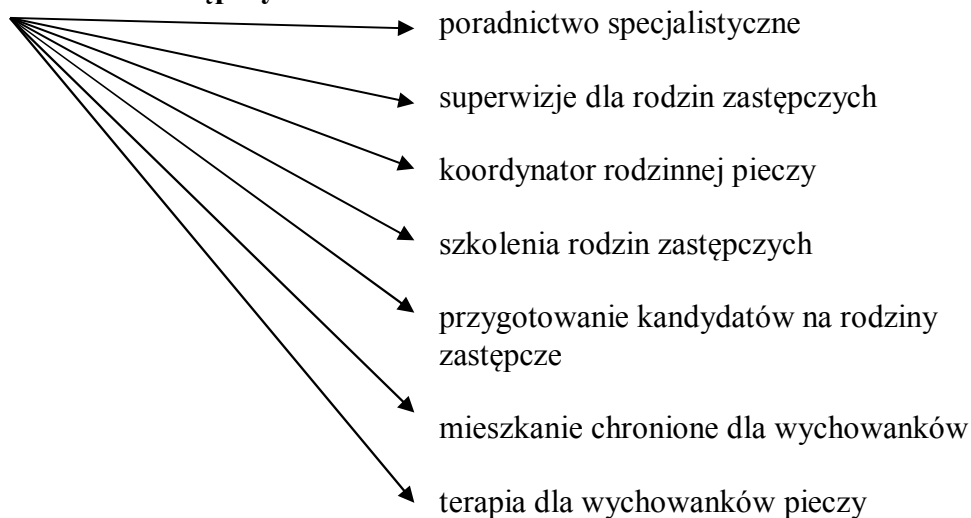 poradnictwo specjalistyczne
superwizje dla rodzin zastępczych
koordynator rodzinnej pieczy
szkolenia rodzin zastępczych
przygotowanie kandydatów na rodziny
zastępcze
mieszkanie chronione dla wychowanków
terapia dla wychowanków pieczy